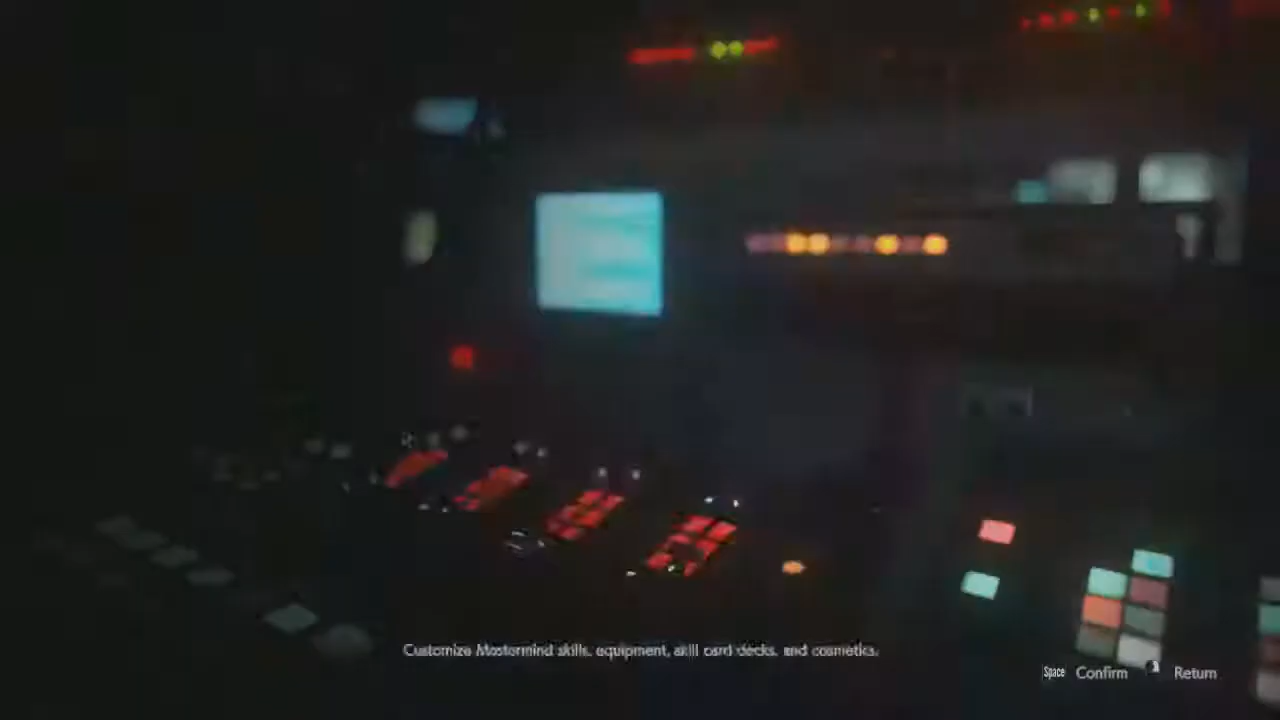 Customize Mastermind skills, equipment, skill card decks, and cosmetics.
Space Confirm Return